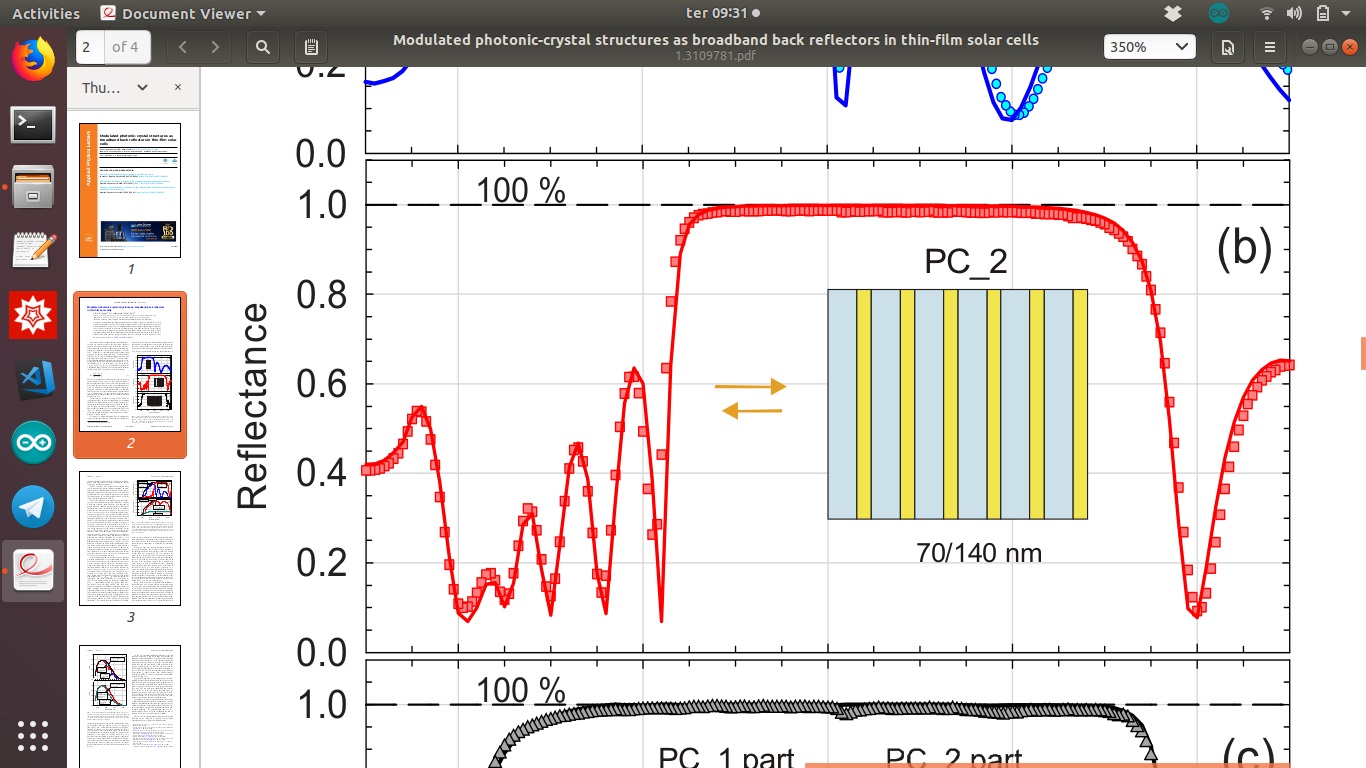 Activities
Document Viewer
ter 09:31
2 of 4
Modulated photonic-crystal structures as broadband back reflectors in thin-film solar cells
1.3109781.pdf
350%
Thu...
1
2
3
0.2
0.0
100 %
1.0
(b)
PC_2
0.8
Reflectance
0.6
0.4
70/140 nm
0.2
0.0
100 %
1.0
PC_1 part
PC_2 part
(c)